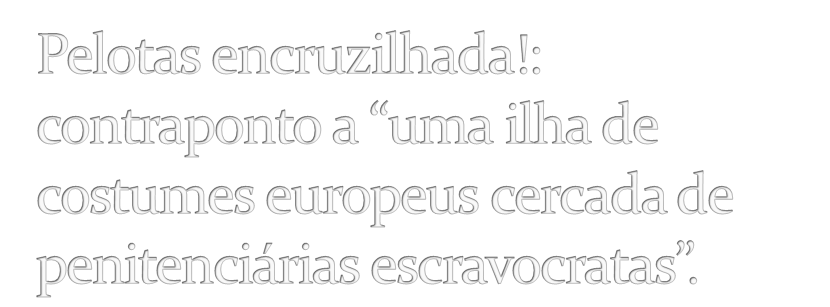 Pelotas encruzilhada!:
contraponto a “uma ilha de
costumes europeus cercada de
penitenciárias escravocratas”.